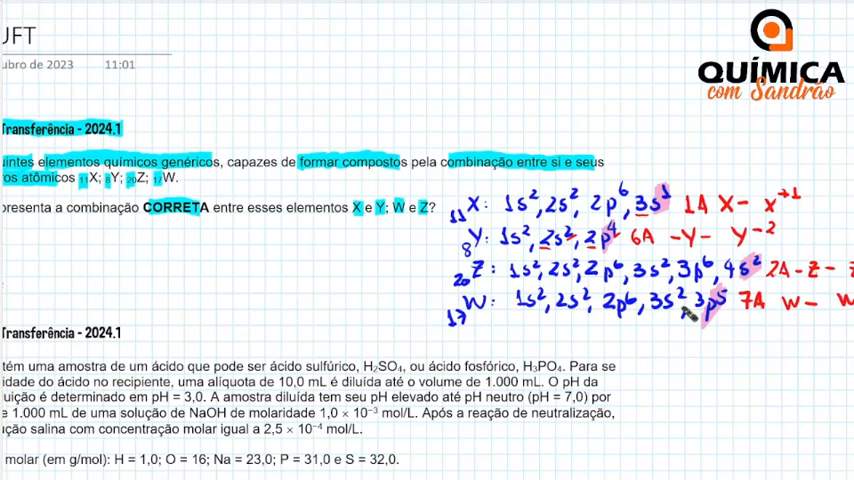 UFT
ubro de 2023 11:01
QUÍMICA
com Sandrão
Transferência - 2024.1
uintes elementos químicos genéricos, capazes de formar compostos pela combinação entre si e seus
ros atômicos ₁₁X; ₈Y; ₂₀Z; ₁₇W.
presenta a combinação CORRETA entre esses elementos X e Y; W e Z?
₁₁X: 1s², 2s², 2p⁶, 3s¹ 1A X – X⁺¹
₈Y: 1s², 2s², 2p⁴ 6A – Y – Y⁻²
₂₀Z: 1s², 2s², 2p⁶, 3s², 3p⁶, 4s² 2A – Z –
₁₇W: 1s², 2s², 2p⁶, 3s², 3p⁵ 7A W – W
Transferência - 2024.1
tém uma amostra de um ácido que pode ser ácido sulfúrico, H₂SO₄, ou ácido fosfórico, H₃PO₄. Para se
idade do ácido no recipiente, uma alíquota de 10,0 mL é diluída até o volume de 1.000 mL. O pH da
uição é determinado em pH = 3,0. A amostra diluída tem seu pH elevado até pH neutro (pH = 7,0) por
e 1.000 mL de uma solução de NaOH de molaridade 1,0 × 10⁻³ mol/L. Após a reação de neutralização,
ução salina com concentração molar igual a 2,5 × 10⁻⁴ mol/L.
molar (em g/mol): H = 1,0; O = 16; Na = 23,0; P = 31,0 e S = 32,0.